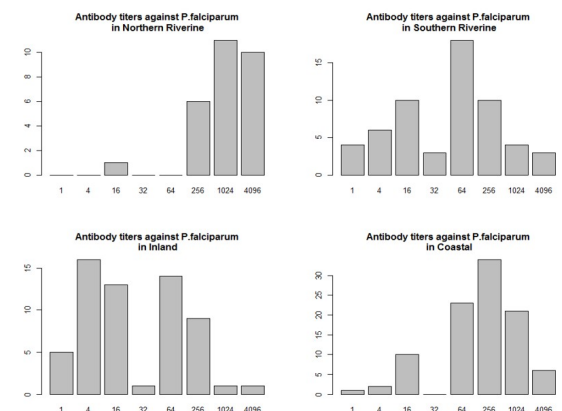 Antibody titers against P.falciparum
in Northern Riverine
10
8
6
4
2
0
1 4 16 32 64 256 1024 4096
Antibody titers against P.falciparum
in Southern Riverine
15
10
5
0
1 4 16 32 64 256 1024 4096
Antibody titers against P.falciparum
in Inland
15
10
5
0
1 4 16 32 64 256 1024 4096
Antibody titers against P.falciparum
in Coastal
30
25
20
15
10
5
0
1 4 16 32 64 256 1024 4096